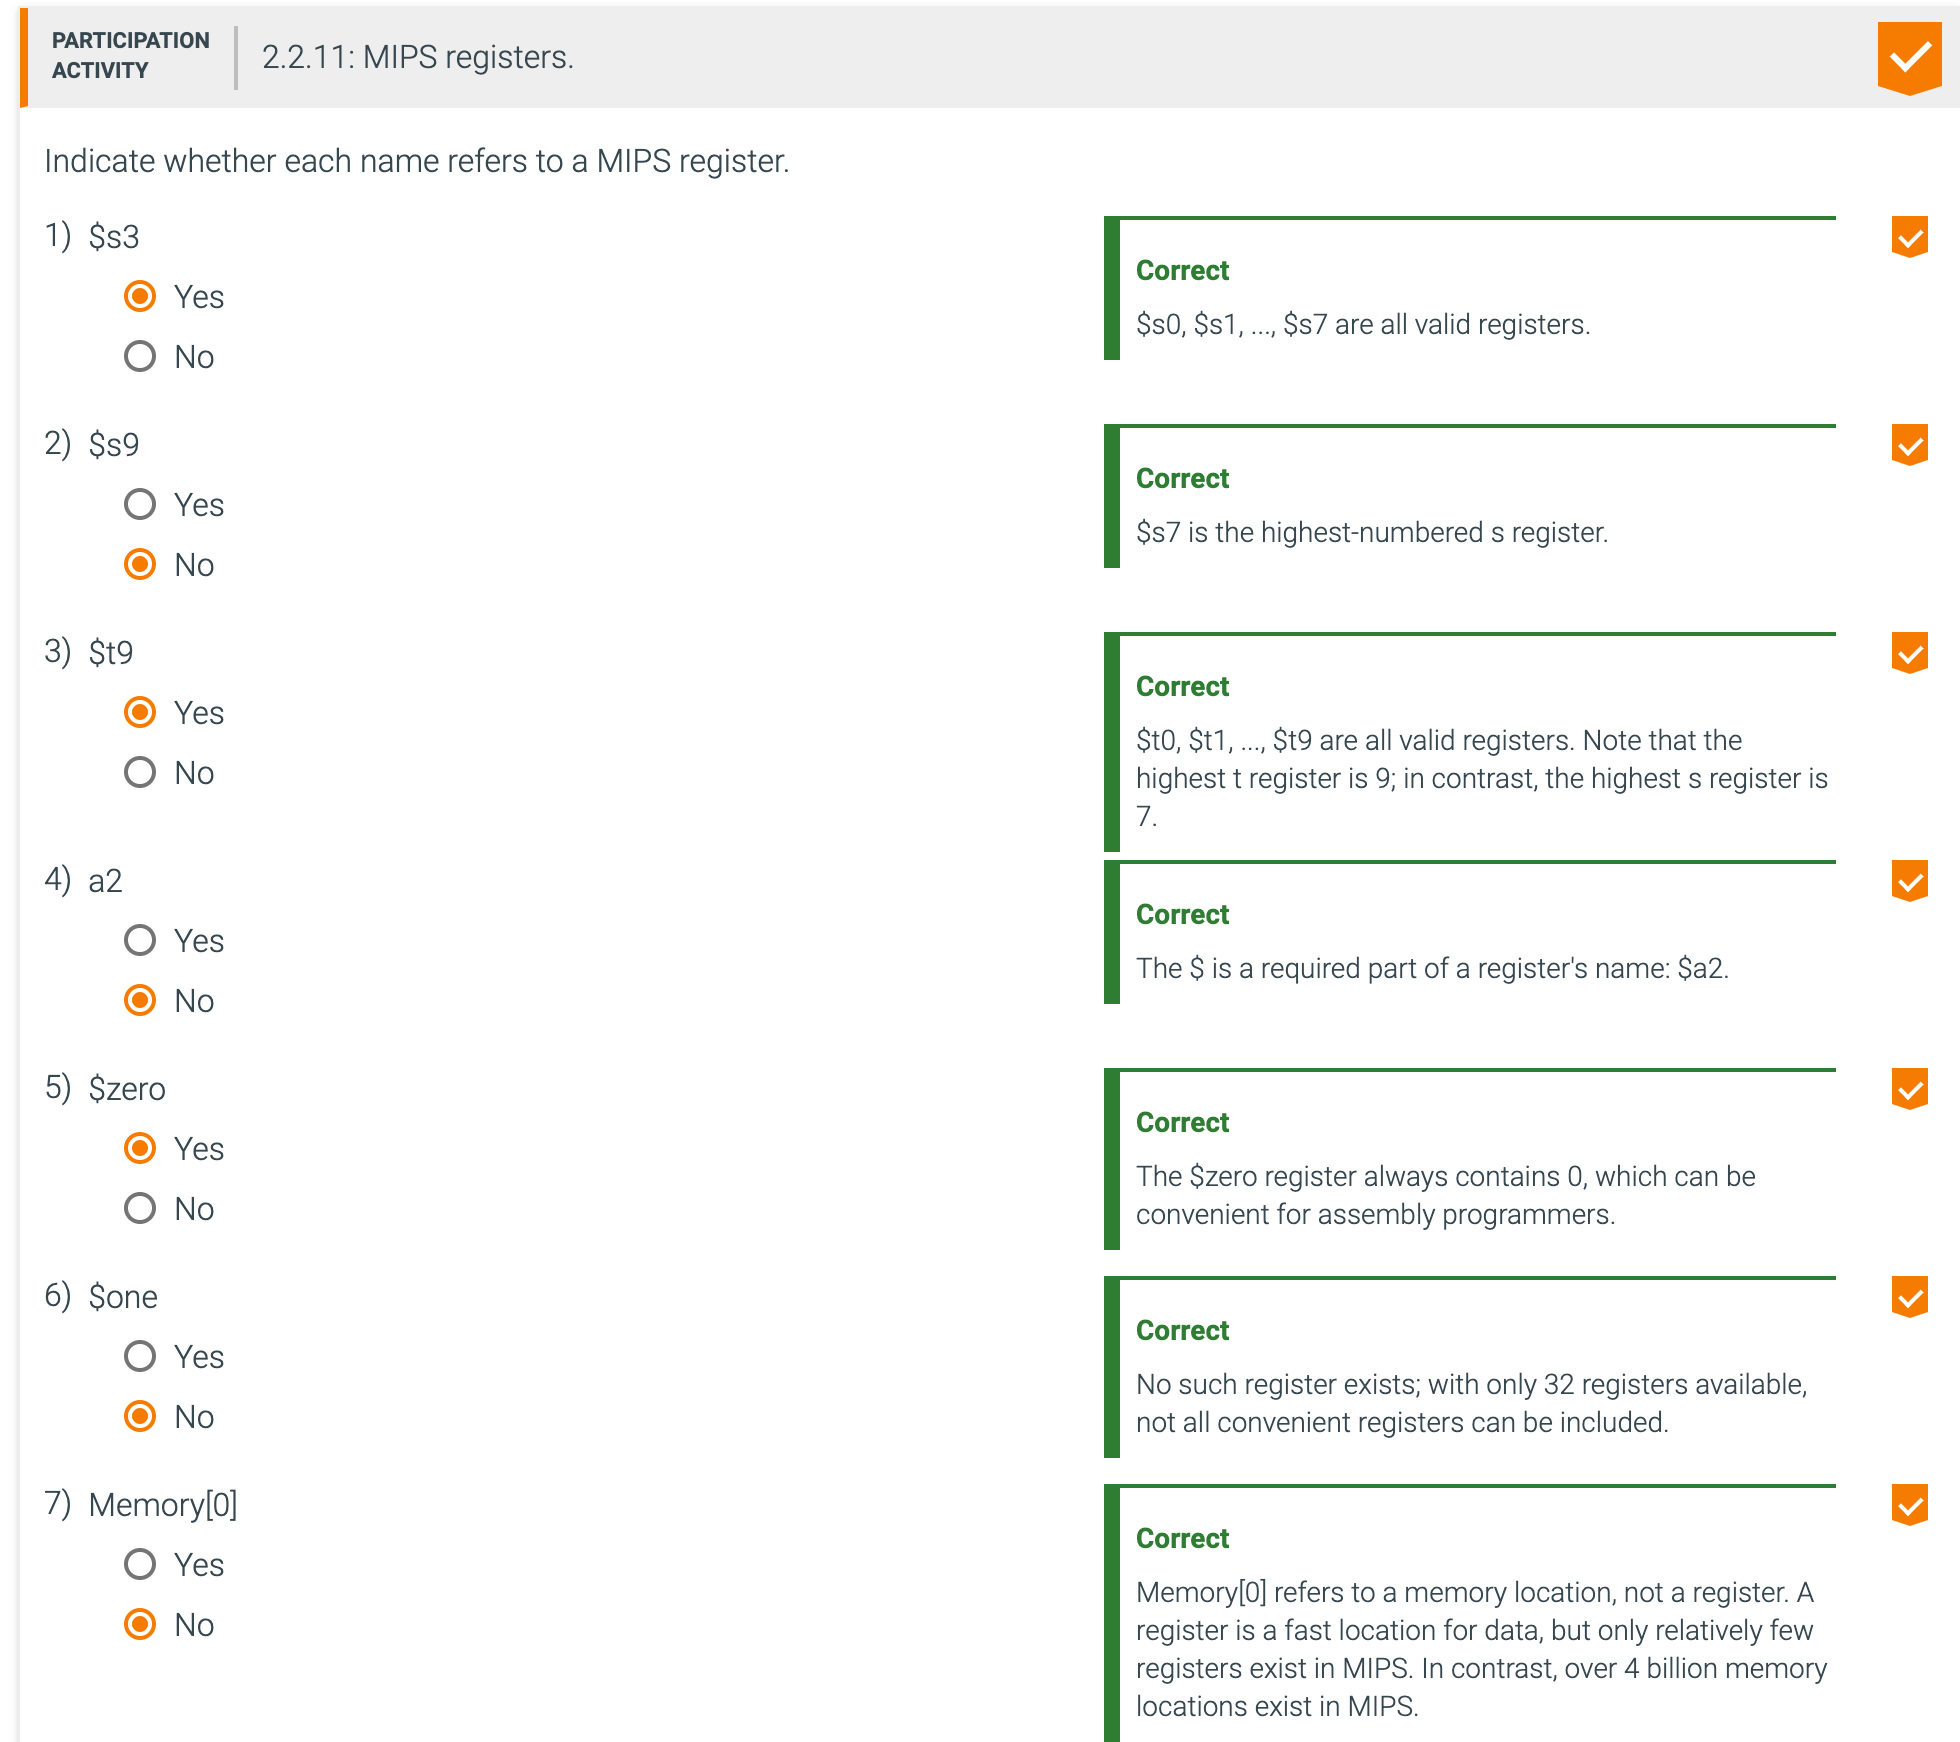 PARTICIPATION
ACTIVITY
2.2.11: MIPS registers.
Indicate whether each name refers to a MIPS register.
1) $s3
Yes
No
Correct
$s0, $s1, ..., $s7 are all valid registers.
2) $s9
Yes
No
Correct
$s7 is the highest-numbered s register.
3) $t9
Yes
No
Correct
$t0, $t1, ..., $t9 are all valid registers. Note that the
highest t register is 9; in contrast, the highest s register is
7.
4) a2
Yes
No
Correct
The $ is a required part of a register's name: $a2.
5) $zero
Yes
No
Correct
The $zero register always contains 0, which can be
convenient for assembly programmers.
6) $one
Yes
No
Correct
No such register exists; with only 32 registers available,
not all convenient registers can be included.
7) Memory[0]
Yes
No
Correct
Memory[0] refers to a memory location, not a register. A
register is a fast location for data, but only relatively few
registers exist in MIPS. In contrast, over 4 billion memory
locations exist in MIPS.